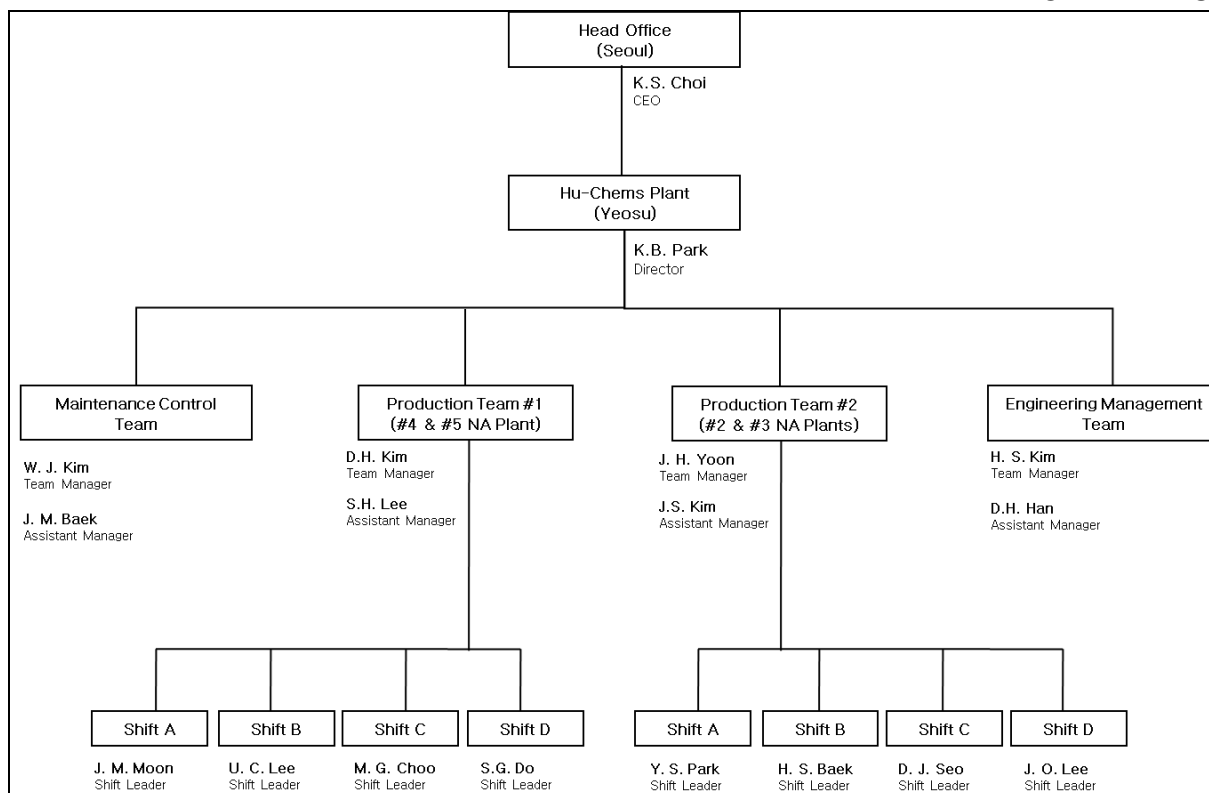 Head Office
(Seoul)
K.S. Choi
CEO
Hu-Chems Plant
(Yeosu)
K.B. Park
Director
Maintenance Control
Team
W. J. Kim
Team Manager
J. M. Baek
Assistant Manager
Production Team #1
(#4 & #5 NA Plant)
D.H. Kim
Team Manager
S.H. Lee
Assistant Manager
Production Team #2
(#2 & #3 NA Plants)
J. H. Yoon
Team Manager
J.S. Kim
Assistant Manager
Engineering Management
Team
H. S. Kim
Team Manager
D.H. Han
Assistant Manager
Shift A
J. M. Moon
Shift Leader
Shift B
U. C. Lee
Shift Leader
Shift C
M. G. Choo
Shift Leader
Shift D
S.G. Do
Shift Leader
Shift A
Y. S. Park
Shift Leader
Shift B
H. S. Baek
Shift Leader
Shift C
D. J. Seo
Shift Leader
Shift D
J. O. Lee
Shift Leader